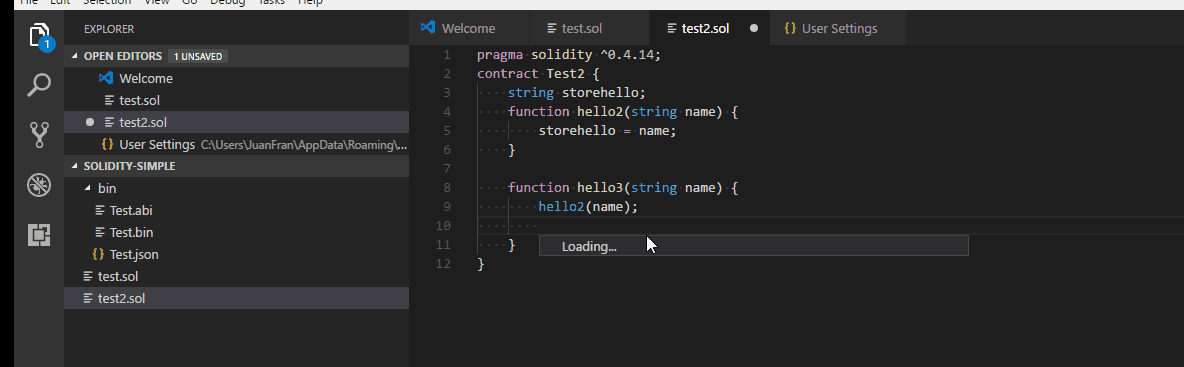 File Edit Selection View Go Debug Tasks Help
EXPLORER
Welcome
test.sol
test2.sol
{} User Settings
1
OPEN EDITORS 1 UNSAVED
Welcome
test.sol
test2.sol
{} User Settings C:\Users\JuanFran\AppData\Roaming\...
SOLIDITY-SIMPLE
bin
Test.abi
Test.bin
{} Test.json
test.sol
test2.sol
1 pragma solidity ^0.4.14;
2 contract Test2 {
3 ····string storehello;
4 ····function hello2(string name) {
5 ········storehello = name;
6 ····}
7
8 ····function hello3(string name) {
9 ········hello2(name);
10 ········
11 ····}
12 }
Loading...